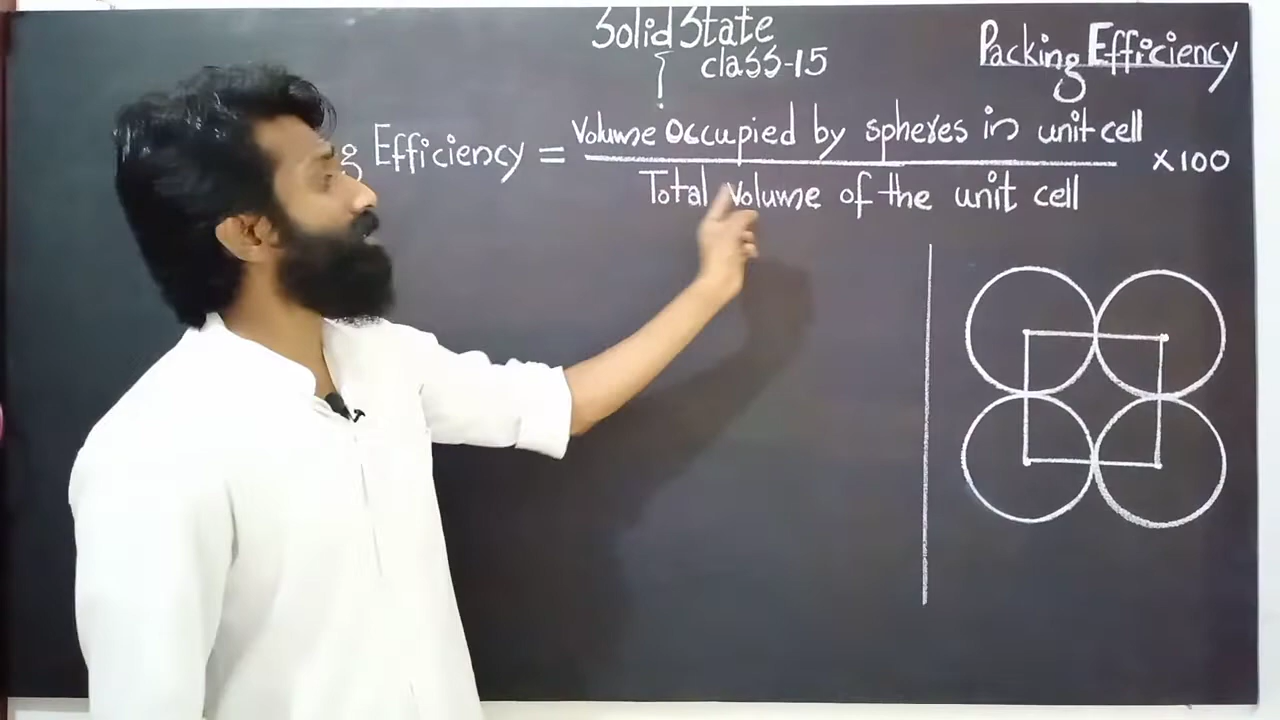 Solid State
class-15
Packing Efficiency
g Efficiency = Volume Occupied by spheres in unit cell
Total Volume of the unit cell
×100